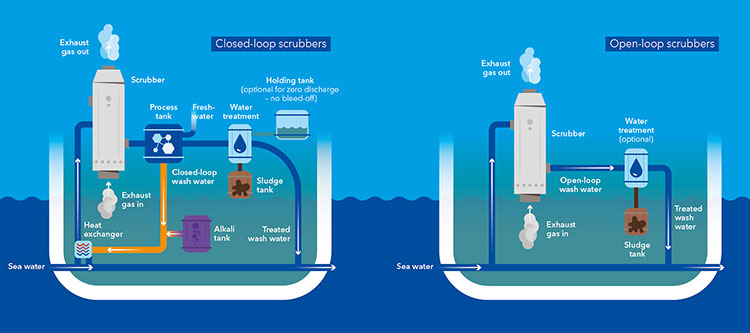 Closed-loop scrubbers
Exhaust
gas out
Scrubber
Process
tank
Fresh-
water
Water
treatment
Holding tank
(optional for zero discharge
– no bleed-off)
Closed-loop
wash water
Sludge
tank
Exhaust
gas in
Heat
exchanger
Alkali
tank
Treated
wash water
Sea water
Open-loop scrubbers
Exhaust
gas out
Scrubber
Water
treatment
(optional)
Open-loop
wash water
Treated
wash
water
Exhaust
gas in
Sludge
tank
Sea water